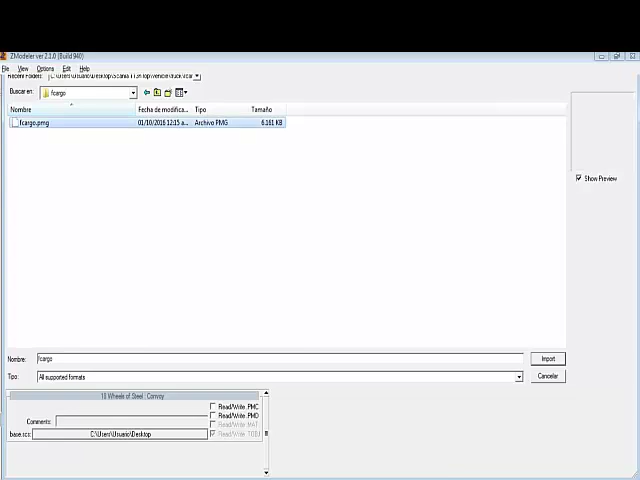 ZModeler ver 2.1.0 (Build 940)
File View Options Edit Help
Recent Folders:
Buscar en: fcargo
Nombre Fecha de modifica... Tipo Tamaño
fcargo.pmg 01/10/2016 12:15 a... Archivo PMG 6.161 KB
Show Preview
Nombre: fcargo Import
Tipo: All supported formats Cancelar
18 Wheels of Steel : Convoy
Read/Write .PMC
Read/Write .PMD
Comments: Read/Write .MAT
base.scs: C:\Users\Usuario\Desktop Read/Write .TOBJ